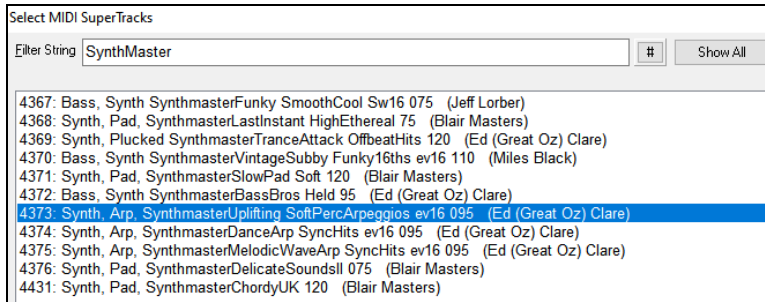 Select MIDI SuperTracks
Filter String SynthMaster # Show All
4367: Bass, Synth SynthmasterFunky SmoothCool Sw16 075 (Jeff Lorber)
4368: Synth, Pad, SynthmasterLastInstant HighEthereal 75 (Blair Masters)
4369: Synth, Plucked SynthmasterTranceAttack OffbeatHits 120 (Ed (Great Oz) Clare)
4370: Bass, Synth SynthmasterVintageSubby Funky16ths ev16 110 (Miles Black)
4371: Synth, Pad, SynthmasterSlowPad Soft 120 (Blair Masters)
4372: Bass, Synth SynthmasterBassBros Held 95 (Ed (Great Oz) Clare)
4373: Synth, Arp, SynthmasterUplifting SoftPercArpeggios ev16 095 (Ed (Great Oz) Clare)
4374: Synth, Arp, SynthmasterDanceArp SyncHits ev16 095 (Ed (Great Oz) Clare)
4375: Synth, Arp, SynthmasterMelodicWaveArp SyncHits ev16 095 (Ed (Great Oz) Clare)
4376: Synth, Pad, SynthmasterDelicateSoundsII 075 (Blair Masters)
4431: Synth, Pad, SynthmasterChordyUK 120 (Blair Masters)